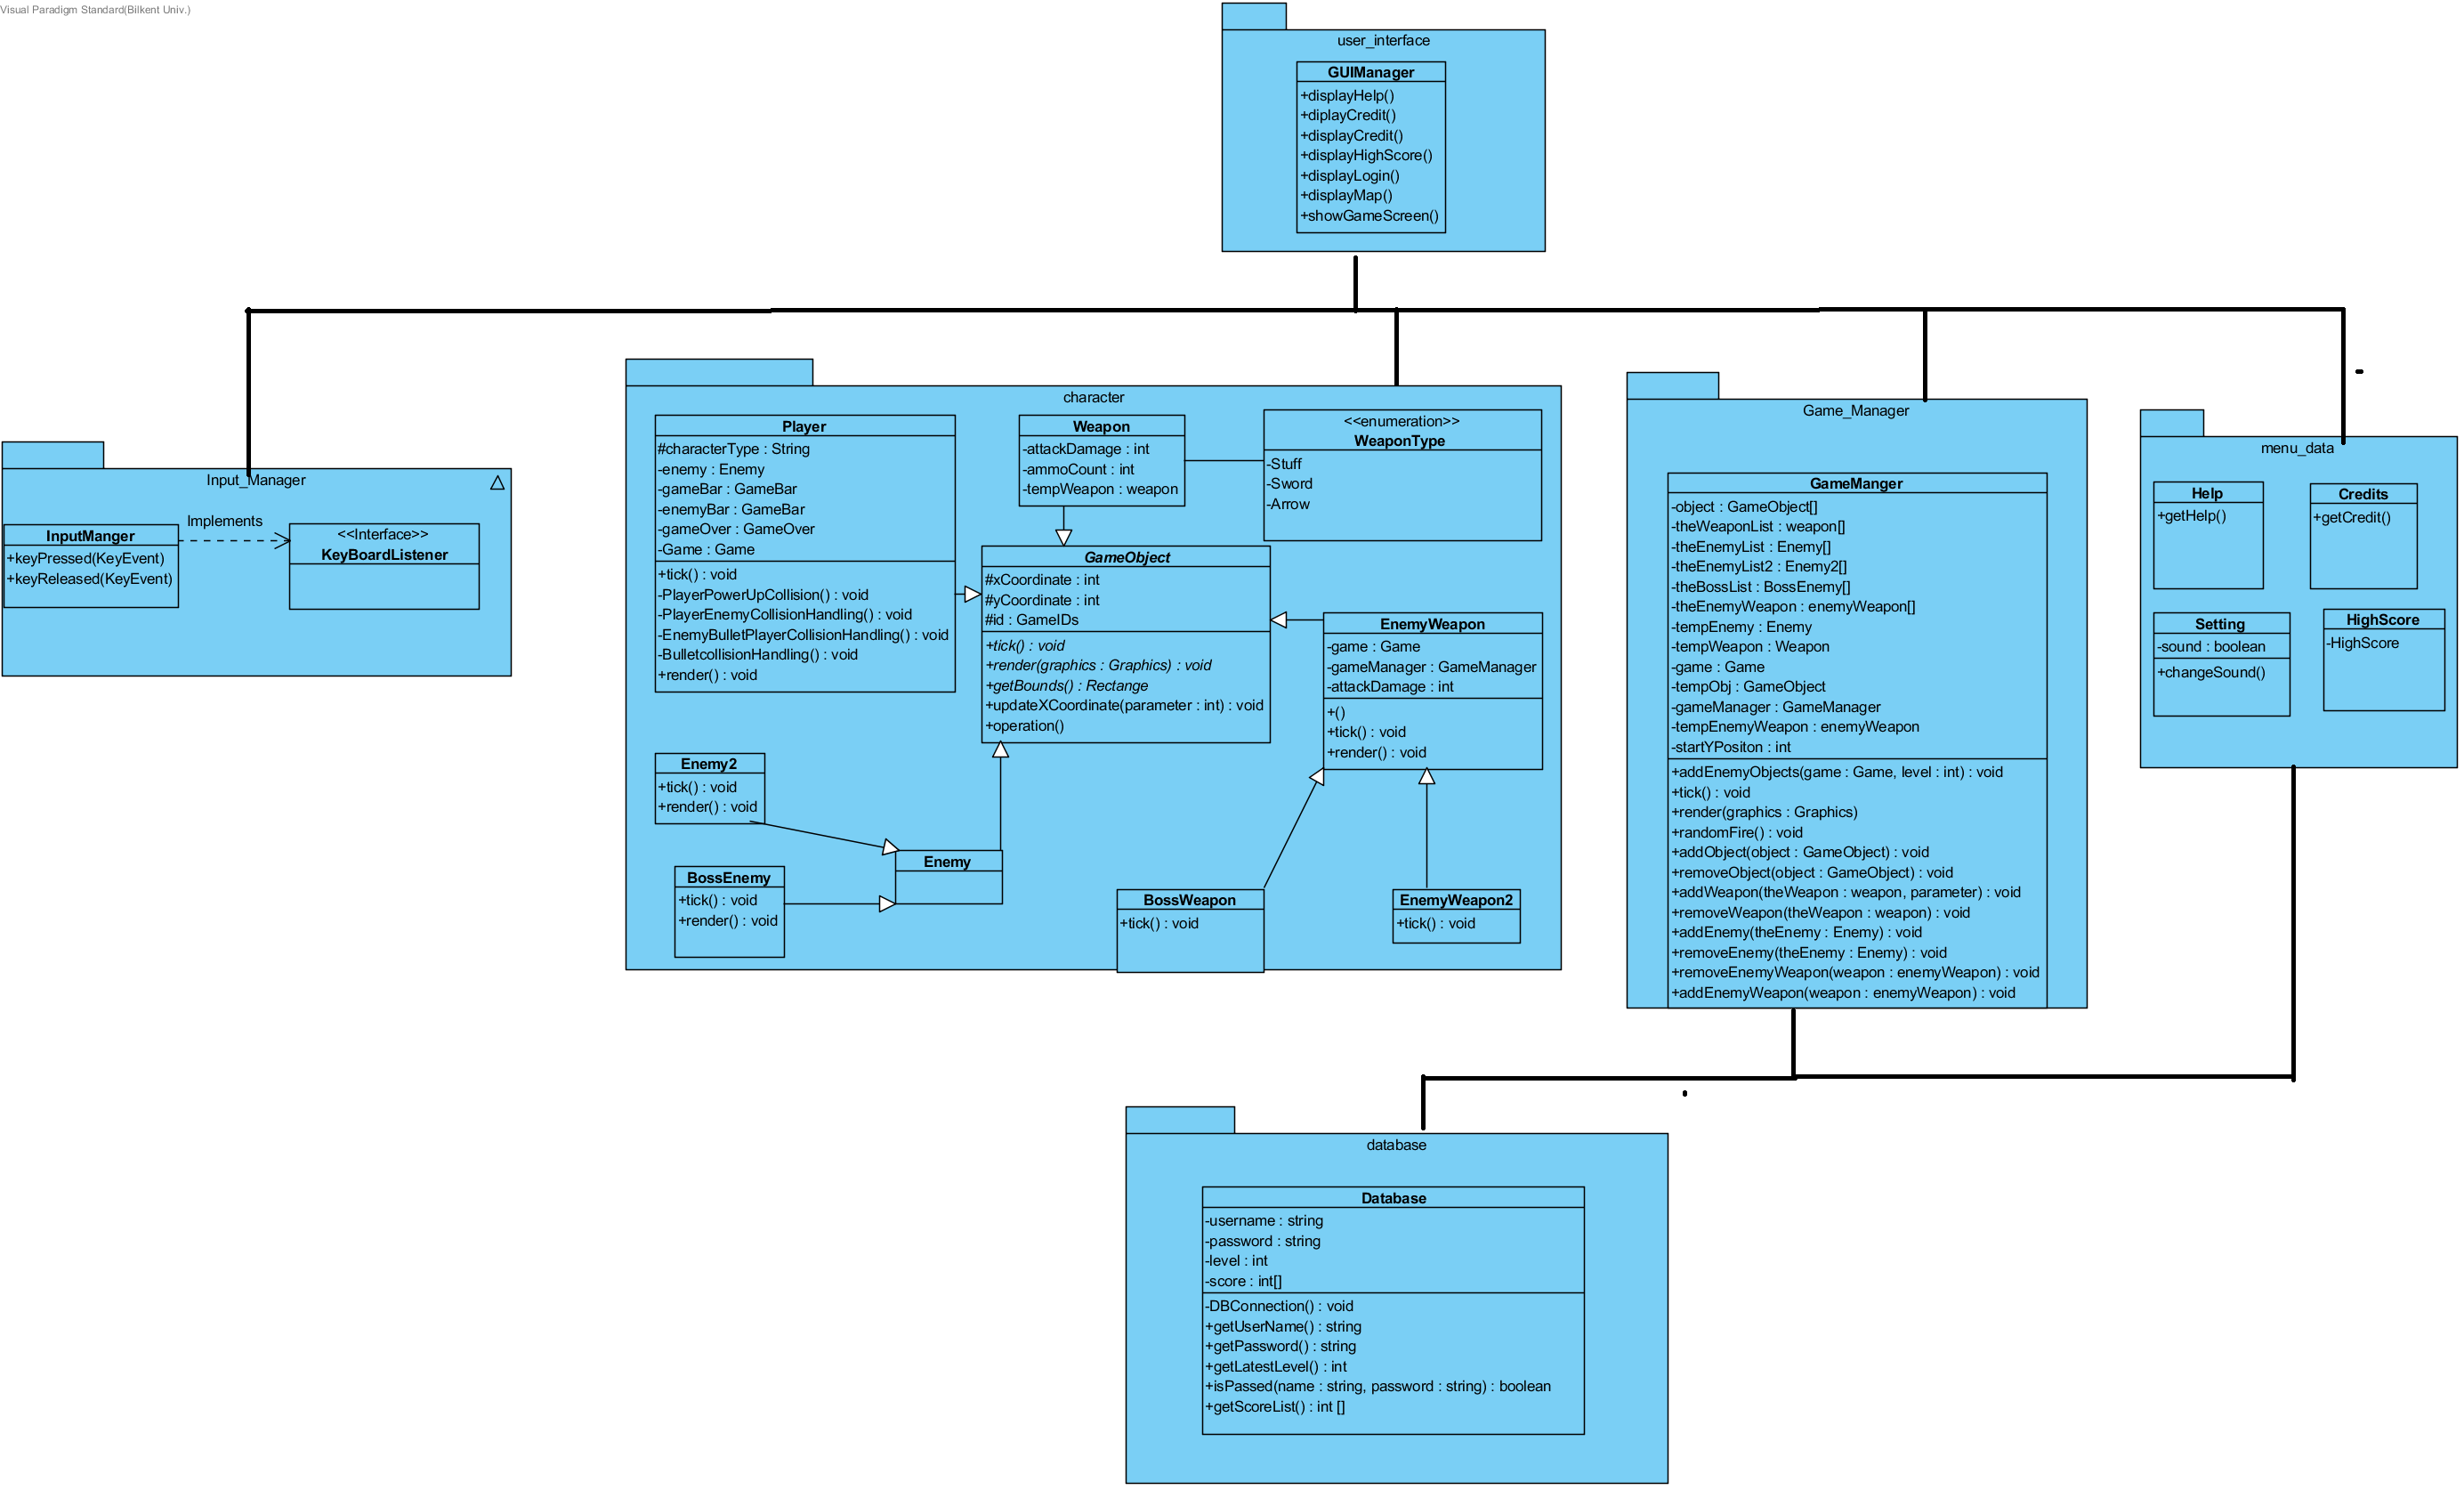 Visual Paradigm Standard(Bilkent Univ.)
user_interface
GUIManager
+displayHelp()
+diplayCredit()
+displayCredit()
+displayHighScore()
+displayLogin()
+displayMap()
+showGameScreen()
Input_Manager
InputManger
+keyPressed(KeyEvent)
+keyReleased(KeyEvent)
Implements
<<Interface>>
KeyBoardListener
character
Player
#characterType : String
-enemy : Enemy
-gameBar : GameBar
-enemyBar : GameBar
-gameOver : GameOver
-Game : Game
+tick() : void
-PlayerPowerUpCollision() : void
-PlayerEnemyCollisionHandling() : void
-EnemyBulletPlayerCollisionHandling() : void
-BulletcollisionHandling() : void
+render() : void
Weapon
-attackDamage : int
-ammoCount : int
-tempWeapon : weapon
<<enumeration>>
WeaponType
-Stuff
-Sword
-Arrow
GameObject
#xCoordinate : int
#yCoordinate : int
#id : GameIDs
+tick() : void
+render(graphics : Graphics) : void
+getBounds() : Rectange
+updateXCoordinate(parameter : int) : void
+operation()
EnemyWeapon
-game : Game
-gameManager : GameManager
-attackDamage : int
+()
+tick() : void
+render() : void
Enemy2
+tick() : void
+render() : void
Enemy
BossEnemy
+tick() : void
+render() : void
BossWeapon
+tick() : void
EnemyWeapon2
+tick() : void
Game_Manager
GameManger
-object : GameObject[]
-theWeaponList : weapon[]
-theEnemyList : Enemy[]
-theEnemyList2 : Enemy2[]
-theBossList : BossEnemy[]
-theEnemyWeapon : enemyWeapon[]
-tempEnemy : Enemy
-tempWeapon : Weapon
-game : Game
-tempObj : GameObject
-gameManager : GameManager
-tempEnemyWeapon : enemyWeapon
-startYPositon : int
+addEnemyObjects(game : Game, level : int) : void
+tick() : void
+render(graphics : Graphics)
+randomFire() : void
+addObject(object : GameObject) : void
+removeObject(object : GameObject) : void
+addWeapon(theWeapon : weapon, parameter) : void
+removeWeapon(theWeapon : weapon) : void
+addEnemy(theEnemy : Enemy) : void
+removeEnemy(theEnemy : Enemy) : void
+removeEnemyWeapon(weapon : enemyWeapon) : void
+addEnemyWeapon(weapon : enemyWeapon) : void
menu_data
Help
+getHelp()
Credits
+getCredit()
Setting
-sound : boolean
+changeSound()
HighScore
-HighScore
database
Database
-username : string
-password : string
-level : int
-score : int[]
-DBConnection() : void
+getUserName() : string
+getPassword() : string
+getLatestLevel() : int
+isPassed(name : string, password : string) : boolean
+getScoreList() : int []